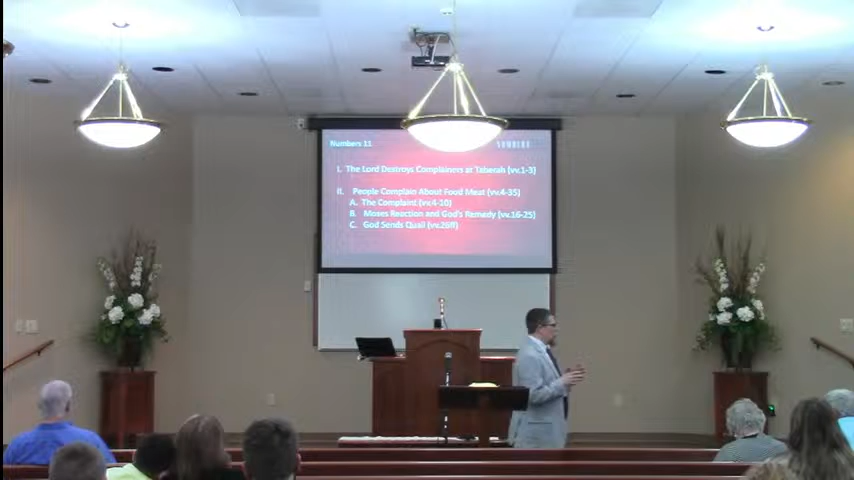 Numbers 11
NUMBERS
I. The Lord Destroys Complainers at Taberah (vv.1-3)
II. People Complain About Food Meat (vv.4-35)
A. The Complaint (vv.4-10)
B. Moses Reaction and God's Remedy (vv.16-25)
C. God Sends Quail (vv.26ff)